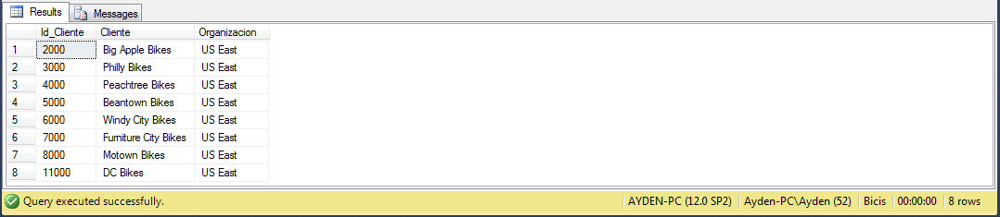 Results Messages
Id_Cliente Cliente Organizacion
1 2000 Big Apple Bikes US East
2 3000 Philly Bikes US East
3 4000 Peachtree Bikes US East
4 5000 Beantown Bikes US East
5 6000 Windy City Bikes US East
6 7000 Furniture City Bikes US East
7 8000 Motown Bikes US East
8 11000 DC Bikes US East
Query executed successfully. AYDEN-PC (12.0 SP2) Ayden-PC\Ayden (52) Bicis 00:00:00 8 rows